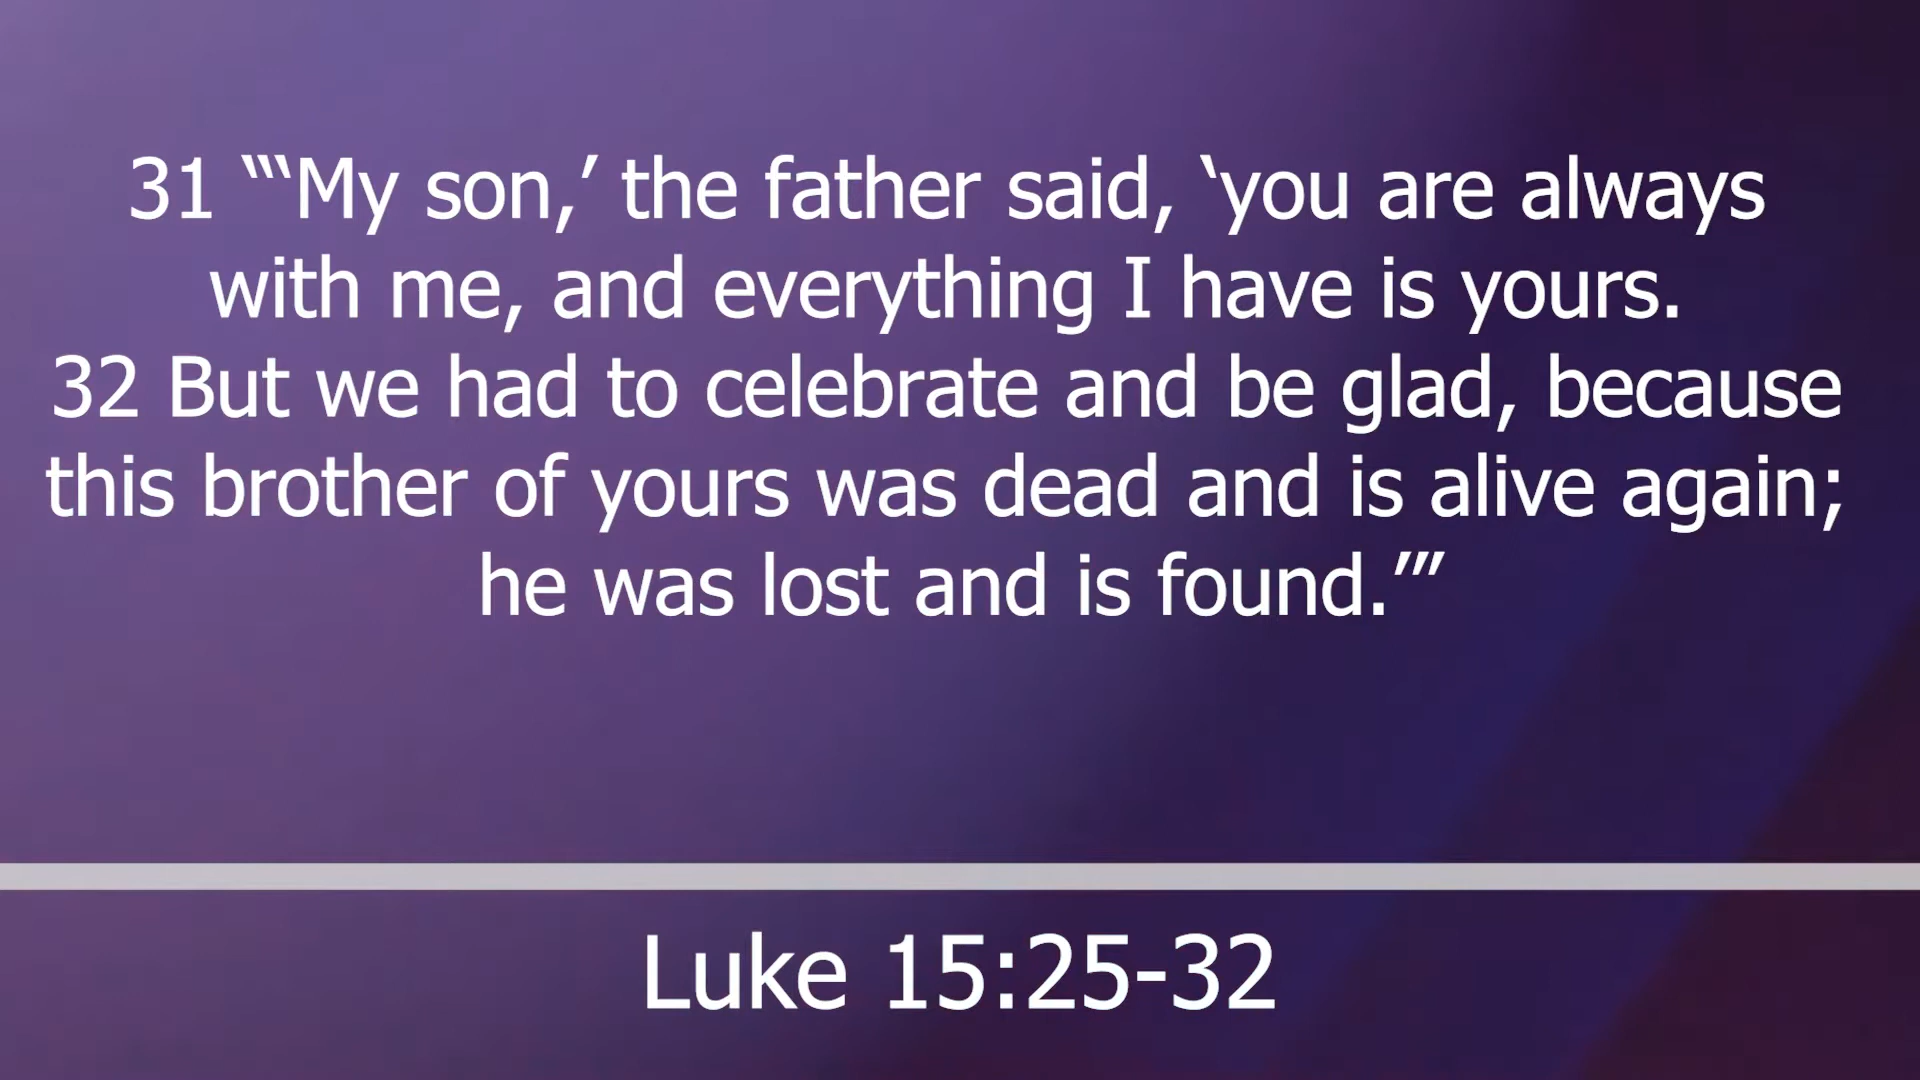 31 “‘My son,’ the father said, ‘you are always
with me, and everything I have is yours.
32 But we had to celebrate and be glad, because
this brother of yours was dead and is alive again;
he was lost and is found.’”
Luke 15:25-32